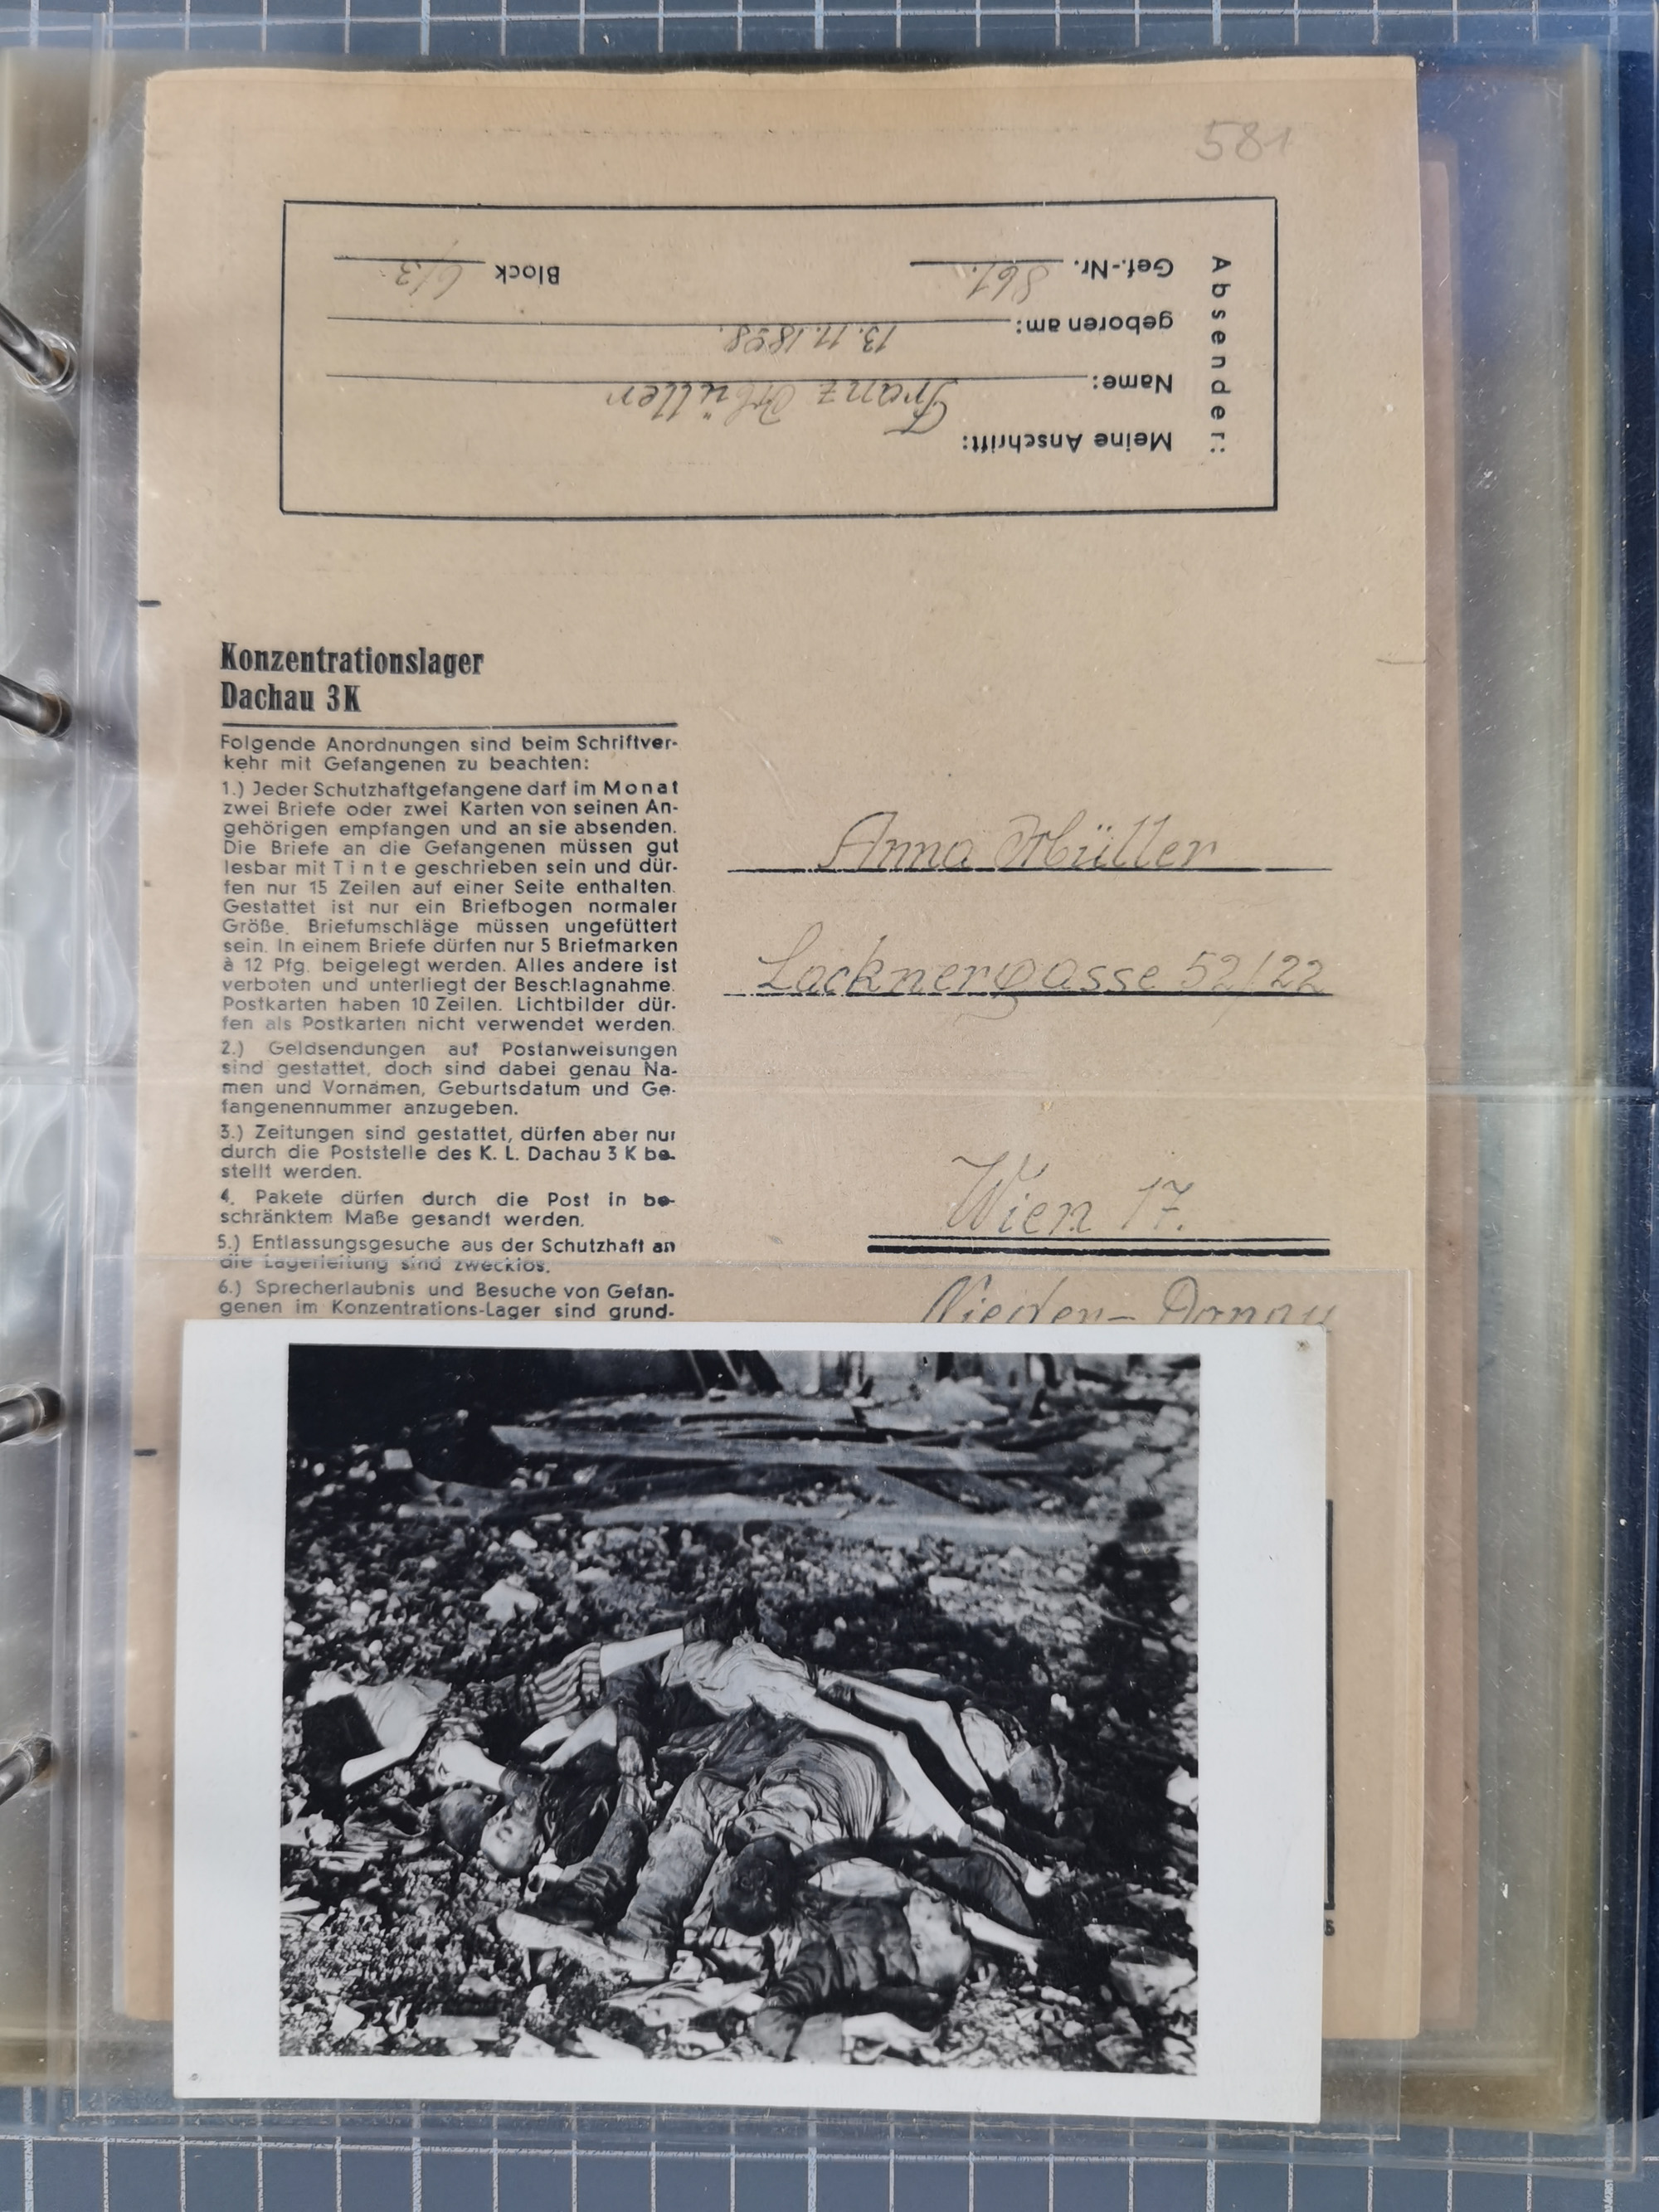 581
Absender:
Meine Anschrift:
Name: Franz Müller
geboren am: 13.11.1898.
Gef.-Nr. 861. Block 6/3
Konzentrationslager
Dachau 3 K
Folgende Anordnungen sind beim Schriftver-
kehr mit Gefangenen zu beachten:
1.) Jeder Schutzhaftgefangene darf im Monat
zwei Briefe oder zwei Karten von seinen An-
gehörigen empfangen und an sie absenden.
Die Briefe an die Gefangenen müssen gut
lesbar mit Tinte geschrieben sein und dür-
fen nur 15 Zeilen auf einer Seite enthalten.
Gestattet ist nur ein Briefbogen normaler
Größe. Briefumschläge müssen ungefüttert
sein. In einem Briefe dürfen nur 5 Briefmarken
à 12 Pfg. beigelegt werden. Alles andere ist
verboten und unterliegt der Beschlagnahme.
Postkarten haben 10 Zeilen. Lichtbilder dür-
fen als Postkarten nicht verwendet werden.
2.) Geldsendungen auf Postanweisungen
sind gestattet, doch sind dabei genau Na-
men und Vornamen, Geburtsdatum und Ge-
fangenennummer anzugeben.
3.) Zeitungen sind gestattet, dürfen aber nur
durch die Poststelle des K. L. Dachau 3 K be-
stellt werden.
4. Pakete dürfen durch die Post in be-
schränktem Maße gesandt werden.
5.) Entlassungsgesuche aus der Schutzhaft an
die Lagerleitung sind zwecklos.
6.) Sprecherlaubnis und Besuche von Gefan-
genen im Konzentrations-Lager sind grund-
Anna Müller
Lacknergasse 52/22
Wien 17.
Nieder-Donau